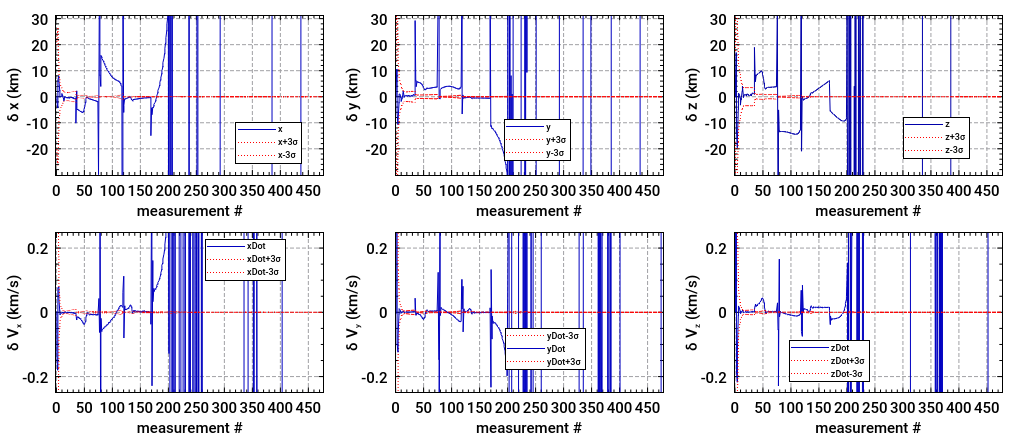 30
20
10
0
-10
-20
δ x (km)
x
x+3σ
x-3σ
0 50 100 150 200 250 300 350 400 450
measurement #
30
20
10
0
-10
-20
δ y (km)
y
y+3σ
y-3σ
0 50 100 150 200 250 300 350 400 450
measurement #
30
20
10
0
-10
-20
δ z (km)
z
z+3σ
z-3σ
0 50 100 150 200 250 300 350 400 450
measurement #
0.2
0
-0.2
δ Vx (km/s)
xDot
xDot+3σ
xDot-3σ
0 50 100 150 200 250 300 350 400 450
measurement #
0.2
0
-0.2
δ Vy (km/s)
yDot-3σ
yDot
yDot+3σ
0 50 100 150 200 250 300 350 400 450
measurement #
0.2
0
-0.2
δ Vz (km/s)
zDot
zDot+3σ
zDot-3σ
0 50 100 150 200 250 300 350 400 450
measurement #